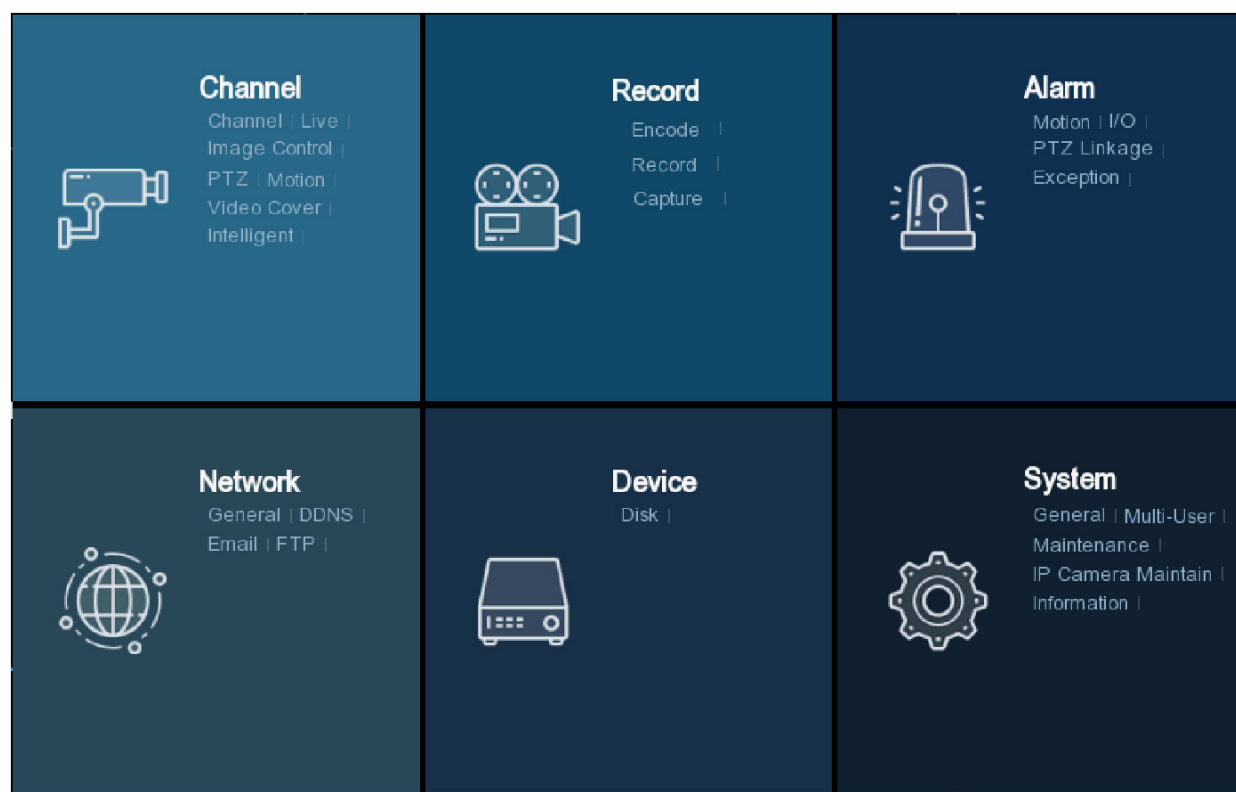 Channel
Channel | Live |
Image Control |
PTZ | Motion |
Video Cover |
Intelligent |
Record
Encode |
Record |
Capture |
Alarm
Motion | I/O |
PTZ Linkage |
Exception |
Network
General | DDNS |
Email | FTP |
Device
Disk |
System
General | Multi-User |
Maintenance |
IP Camera Maintain |
Information |